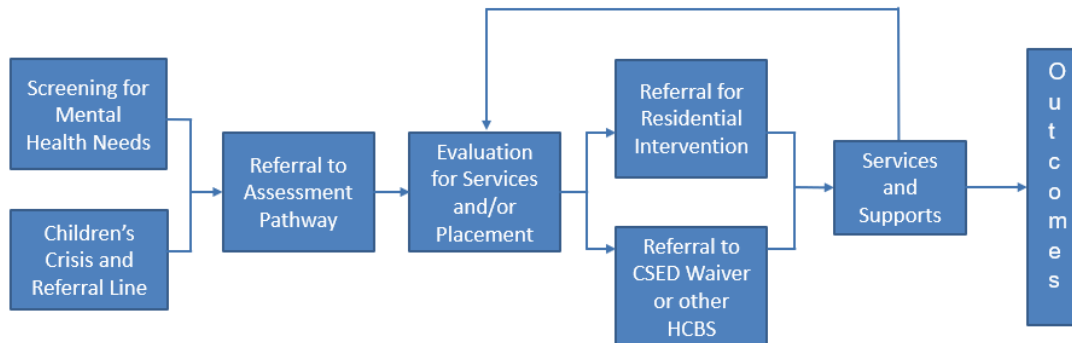 Screening for
Mental
Health Needs
Children’s
Crisis and
Referral Line
Referral to
Assessment
Pathway
Evaluation
for Services
and/or
Placement
Referral for
Residential
Intervention
Referral to
CSED Waiver
or other
HCBS
Services
and
Supports
Outcomes